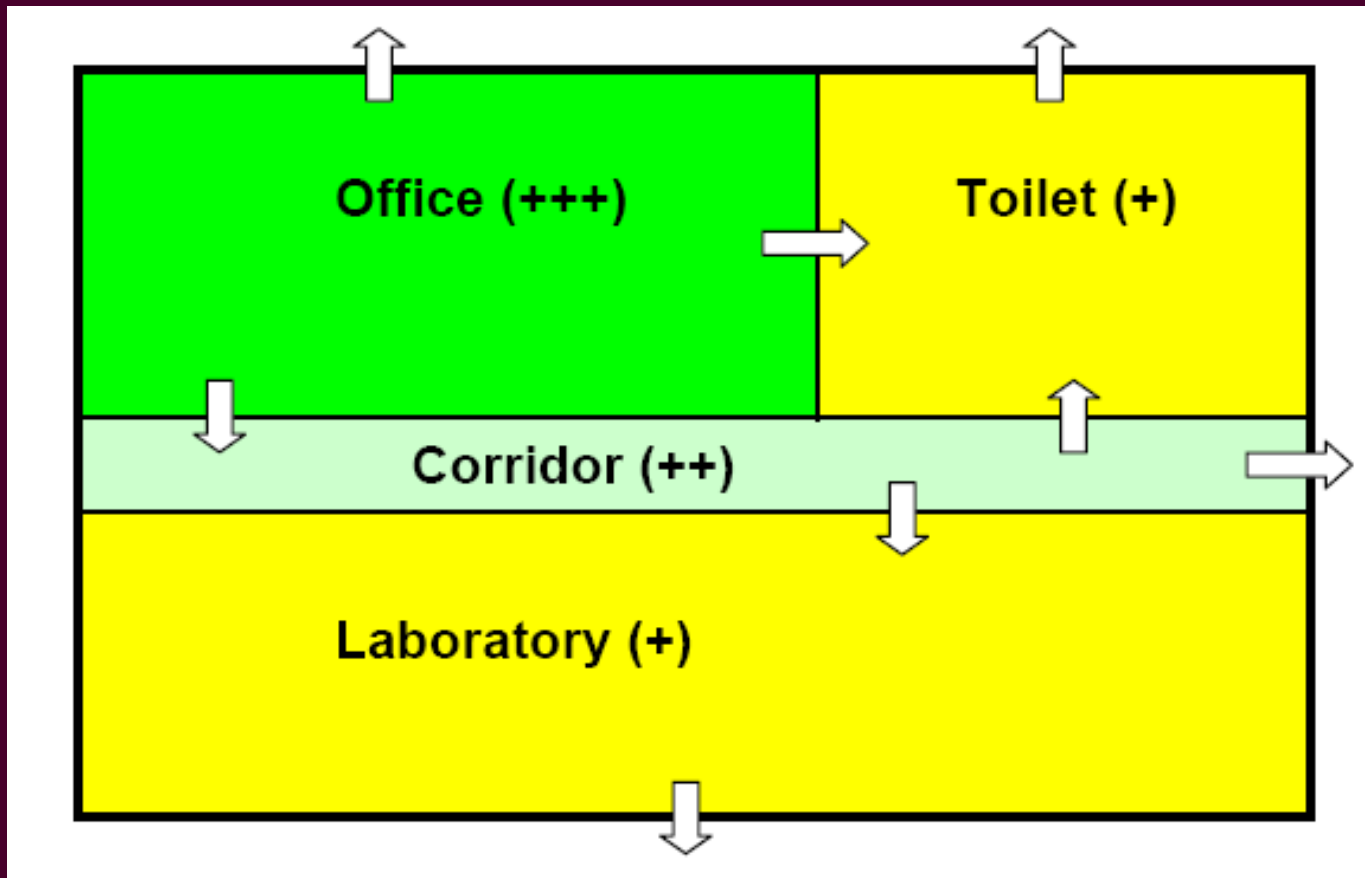 Office (+++)
Toilet (+)
Corridor (++)
Laboratory (+)